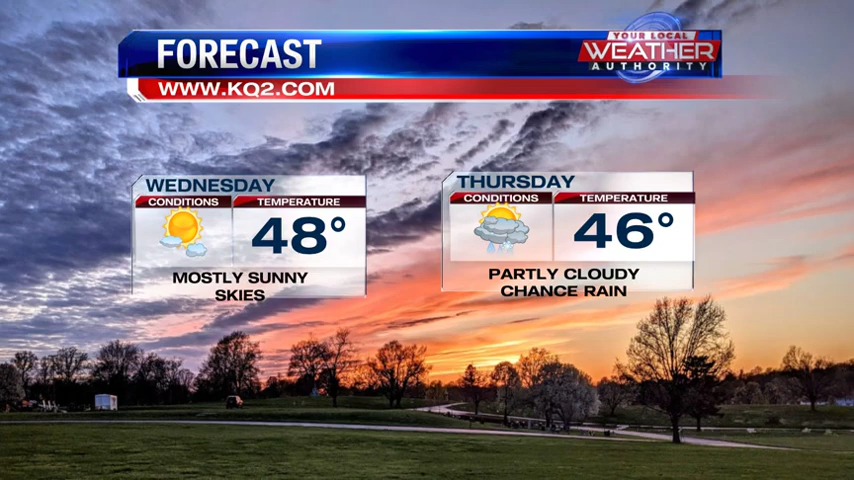 FORECAST
YOUR LOCAL
WEATHER
AUTHORITY
WWW.KQ2.COM
WEDNESDAY
CONDITIONS TEMPERATURE
48°
MOSTLY SUNNY
SKIES
THURSDAY
CONDITIONS TEMPERATURE
46°
PARTLY CLOUDY
CHANCE RAIN